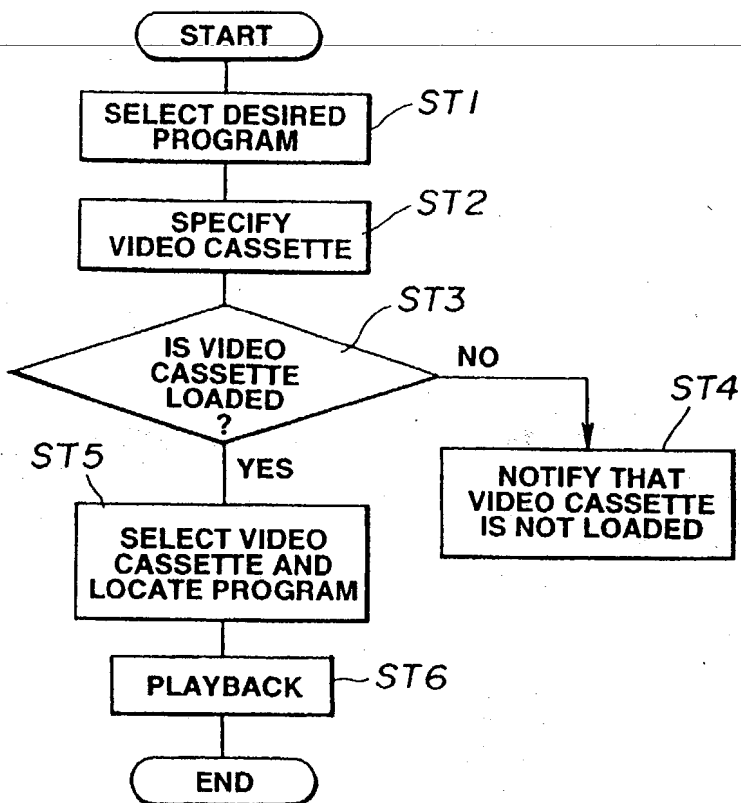 START
SELECT DESIRED
PROGRAM
ST1
SPECIFY
VIDEO CASSETTE
ST2
IS VIDEO
CASSETTE
LOADED
?
ST3
NO
ST4
NOTIFY THAT
VIDEO CASSETTE
IS NOT LOADED
YES
ST5
SELECT VIDEO
CASSETTE AND
LOCATE PROGRAM
PLAYBACK
ST6
END